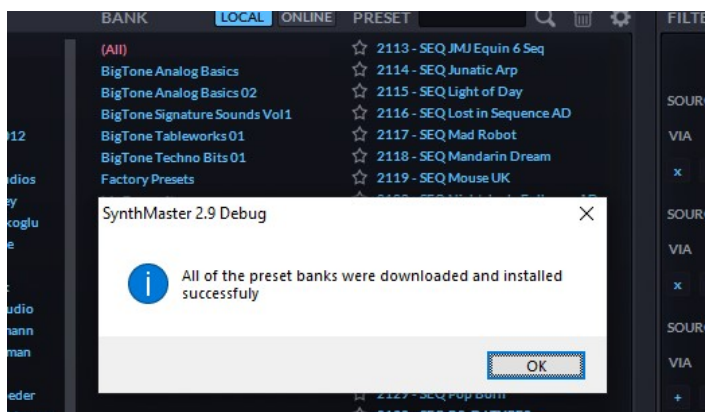 BANK LOCAL ONLINE PRESET FILTE
(All)
BigTone Analog Basics
BigTone Analog Basics 02
BigTone Signature Sounds Vol1
BigTone Tableworks 01
BigTone Techno Bits 01
Factory Presets
2113 - SEQ JMJ Equin 6 Seq
2114 - SEQ Junatic Arp
2115 - SEQ Light of Day
2116 - SEQ Lost in Sequence AD
2117 - SEQ Mad Robot
2118 - SEQ Mandarin Dream
2119 - SEQ Mouse UK
012
dios
ey
koglu
e
udio
mann
man
eder
SynthMaster 2.9 Debug
All of the preset banks were downloaded and installed
successfuly
OK
SOUR
VIA
x
SOUR
VIA
x
SOUR
VIA
+